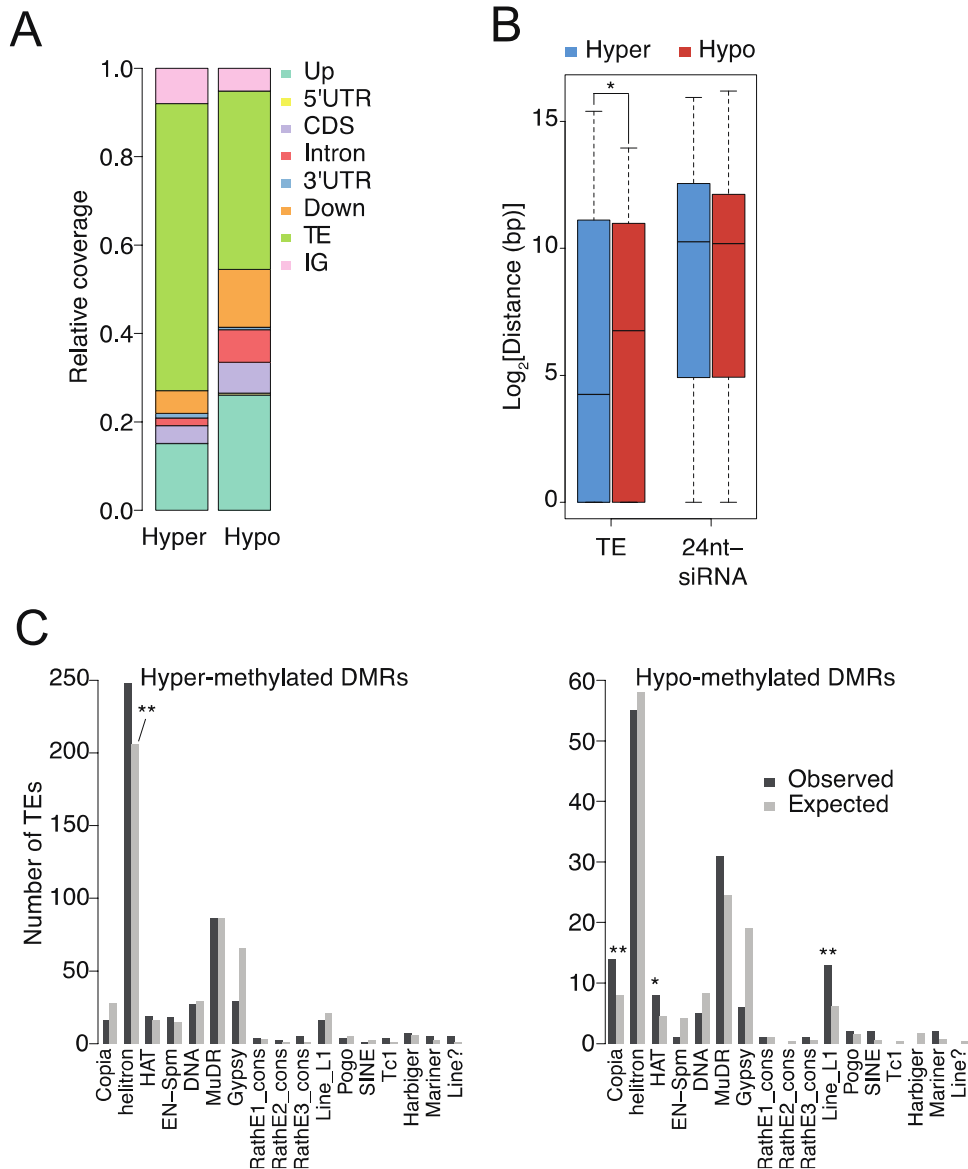 A
Up
5'UTR
CDS
Intron
3'UTR
Down
TE
IG
Relative coverage
1.0
0.8
0.6
0.4
0.2
0.0
Hyper
Hypo
B
Hyper
Hypo
*
Log2[Distance (bp)]
15
10
5
0
TE
24nt–
siRNA
C
Hyper-methylated DMRs
**
Number of TEs
250
200
150
100
50
0
Copia
helitron
HAT
EN–Spm
DNA
MuDR
Gypsy
RathE1_cons
RathE2_cons
RathE3_cons
Line_L1
Pogo
SINE
Tc1
Harbiger
Mariner
Line?
Hypo-methylated DMRs
Observed
Expected
60
50
40
30
20
10
0
**
*
**
Copia
helitron
HAT
EN–Spm
DNA
MuDR
Gypsy
RathE1_cons
RathE2_cons
RathE3_cons
Line_L1
Pogo
SINE
Tc1
Harbiger
Mariner
Line?